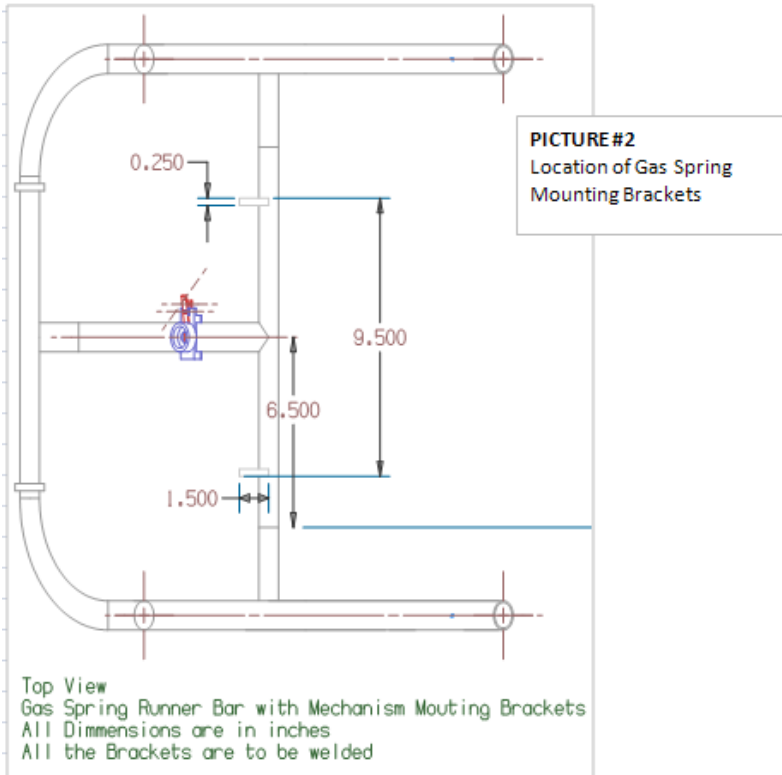 0.250
PICTURE #2
Location of Gas Spring
Mounting Brackets
9.500
6.500
1.500
Top View
Gas Spring Runner Bar with Mechanism Mouting Brackets
All Dimmensions are in inches
All the Brackets are to be welded